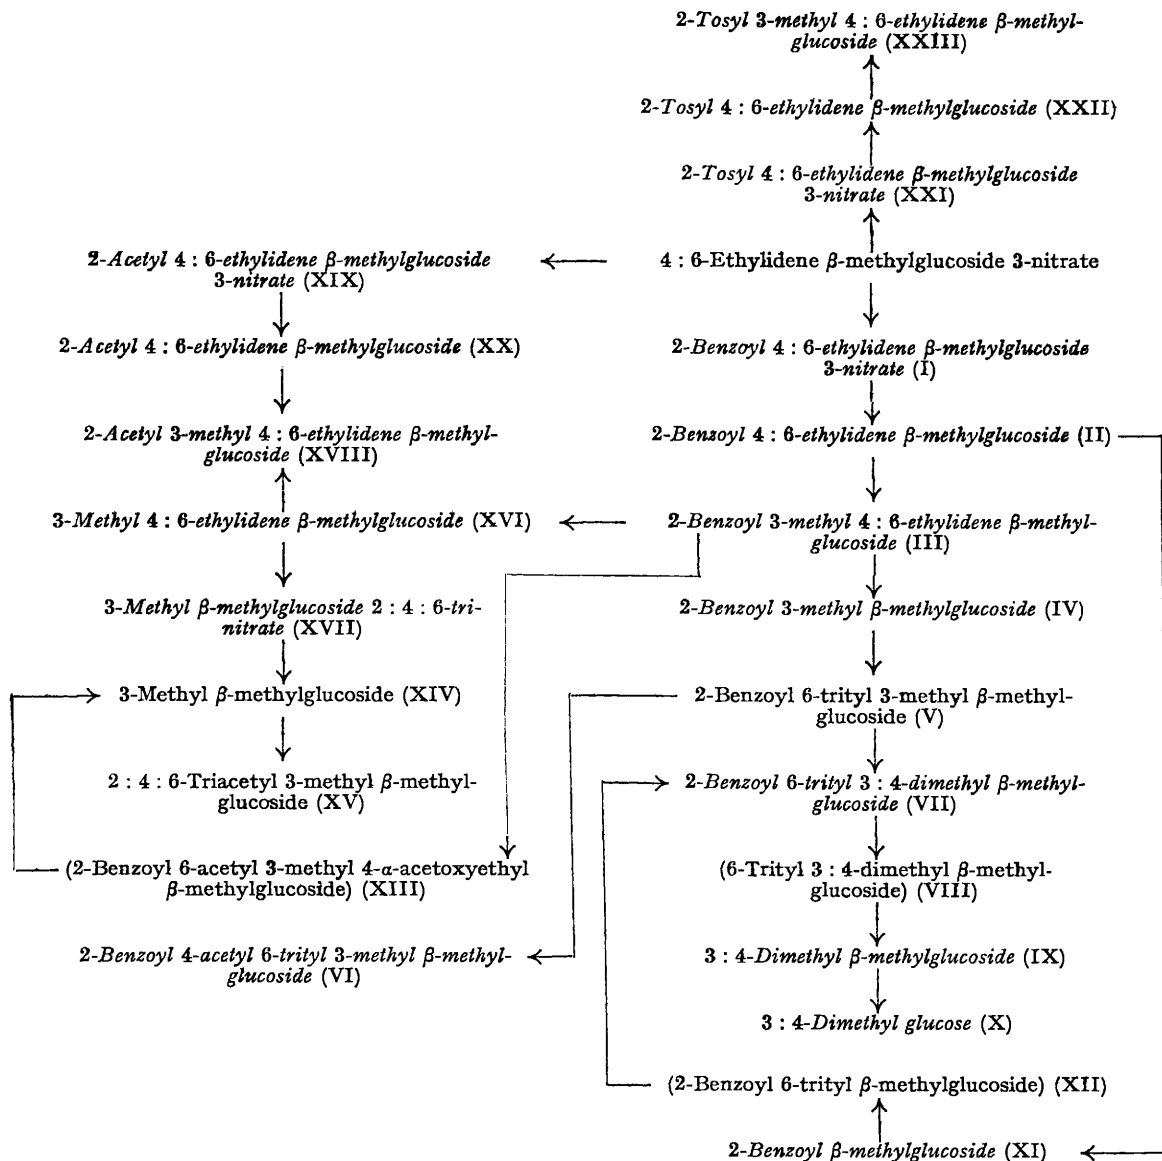 2-Tosyl 3-methyl 4 : 6-ethylidene β-methyl-
glucoside (XXIII)
2-Tosyl 4 : 6-ethylidene β-methylglucoside (XXII)
2-Tosyl 4 : 6-ethylidene β-methylglucoside
3-nitrate (XXI)
2-Acetyl 4 : 6-ethylidene β-methylglucoside
3-nitrate (XIX)
4 : 6-Ethylidene β-methylglucoside 3-nitrate
2-Acetyl 4 : 6-ethylidene β-methylglucoside (XX)
2-Benzoyl 4 : 6-ethylidene β-methylglucoside
3-nitrate (I)
2-Acetyl 3-methyl 4 : 6-ethylidene β-methyl-
glucoside (XVIII)
2-Benzoyl 4 : 6-ethylidene β-methylglucoside (II)
3-Methyl 4 : 6-ethylidene β-methylglucoside (XVI)
2-Benzoyl 3-methyl 4 : 6-ethylidene β-methyl-
glucoside (III)
3-Methyl β-methylglucoside 2 : 4 : 6-tri-
nitrate (XVII)
2-Benzoyl 3-methyl β-methylglucoside (IV)
3-Methyl β-methylglucoside (XIV)
2-Benzoyl 6-trityl 3-methyl β-methyl-
glucoside (V)
2 : 4 : 6-Triacetyl 3-methyl β-methyl-
glucoside (XV)
2-Benzoyl 6-trityl 3 : 4-dimethyl β-methyl-
glucoside (VII)
(2-Benzoyl 6-acetyl 3-methyl 4-α-acetoxyethyl
β-methylglucoside) (XIII)
(6-Trityl 3 : 4-dimethyl β-methyl-
glucoside) (VIII)
2-Benzoyl 4-acetyl 6-trityl 3-methyl β-methyl-
glucoside (VI)
3 : 4-Dimethyl β-methylglucoside (IX)
3 : 4-Dimethyl glucose (X)
(2-Benzoyl 6-trityl β-methylglucoside) (XII)
2-Benzoyl β-methylglucoside (XI)